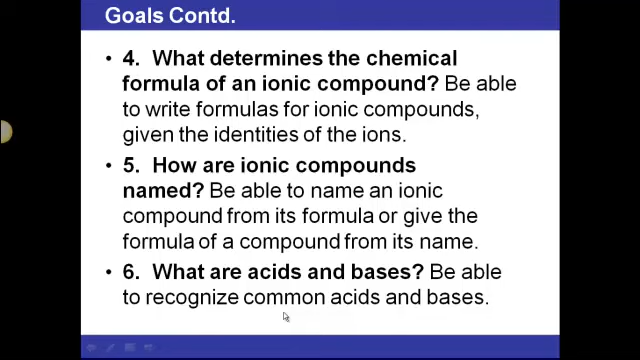 Goals Contd.
• 4. What determines the chemical
formula of an ionic compound? Be able
to write formulas for ionic compounds,
given the identities of the ions.
• 5. How are ionic compounds
named? Be able to name an ionic
compound from its formula or give the
formula of a compound from its name.
• 6. What are acids and bases? Be able
to recognize common acids and bases.